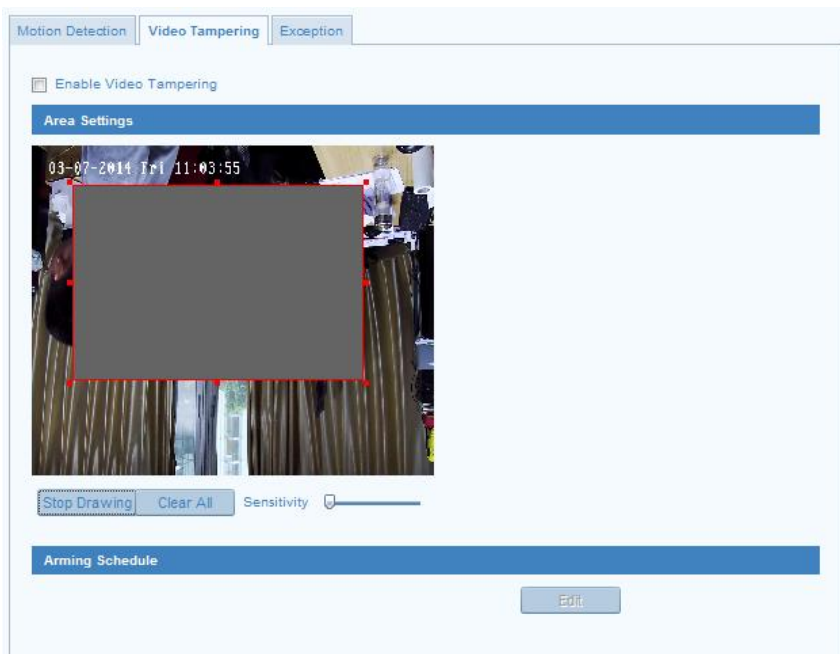 Motion Detection
Video Tampering
Exception
Enable Video Tampering
Area Settings
03-07-2014 Fri 11:03:55
Stop Drawing
Clear All
Sensitivity
Arming Schedule
Edit